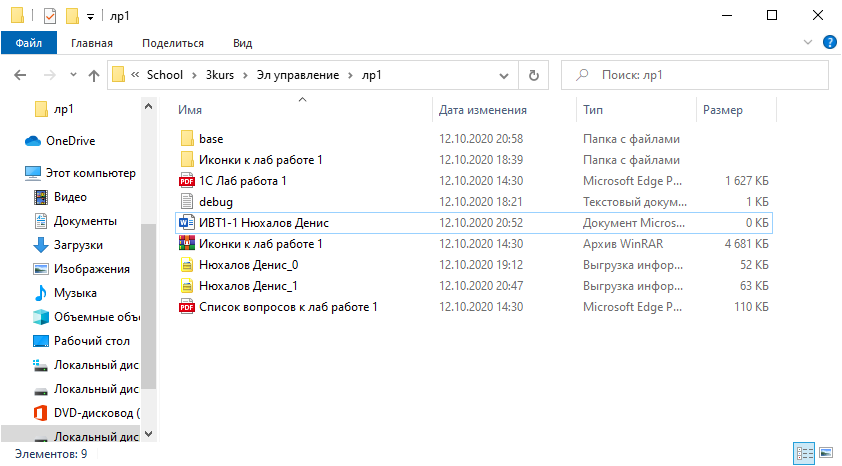 лр1
Файл Главная Поделиться Вид
« School > 3kurs > Эл управление > лр1
Поиск: лр1
Имя Дата изменения Тип Размер
лр1
OneDrive
Этот компьютер
Видео
Документы
Загрузки
Изображения
Музыка
Объемные объ
Рабочий стол
Локальный дис
Локальный дис
DVD-дисковод (
Локальный дис
base 12.10.2020 20:58 Папка с файлами
Иконки к лаб работе 1 12.10.2020 18:39 Папка с файлами
PDF 1С Лаб работа 1 12.10.2020 14:30 Microsoft Edge P... 1 627 КБ
debug 12.10.2020 18:21 Текстовый докум... 1 КБ
ИВТ1-1 Нюхалов Денис 12.10.2020 20:52 Документ Micros... 0 КБ
Иконки к лаб работе 1 12.10.2020 14:30 Архив WinRAR 4 681 КБ
Нюхалов Денис_0 12.10.2020 19:12 Выгрузка инфор... 52 КБ
Нюхалов Денис_1 12.10.2020 20:47 Выгрузка инфор... 63 КБ
PDF Список вопросов к лаб работе 1 12.10.2020 14:30 Microsoft Edge P... 110 КБ
Элементов: 9